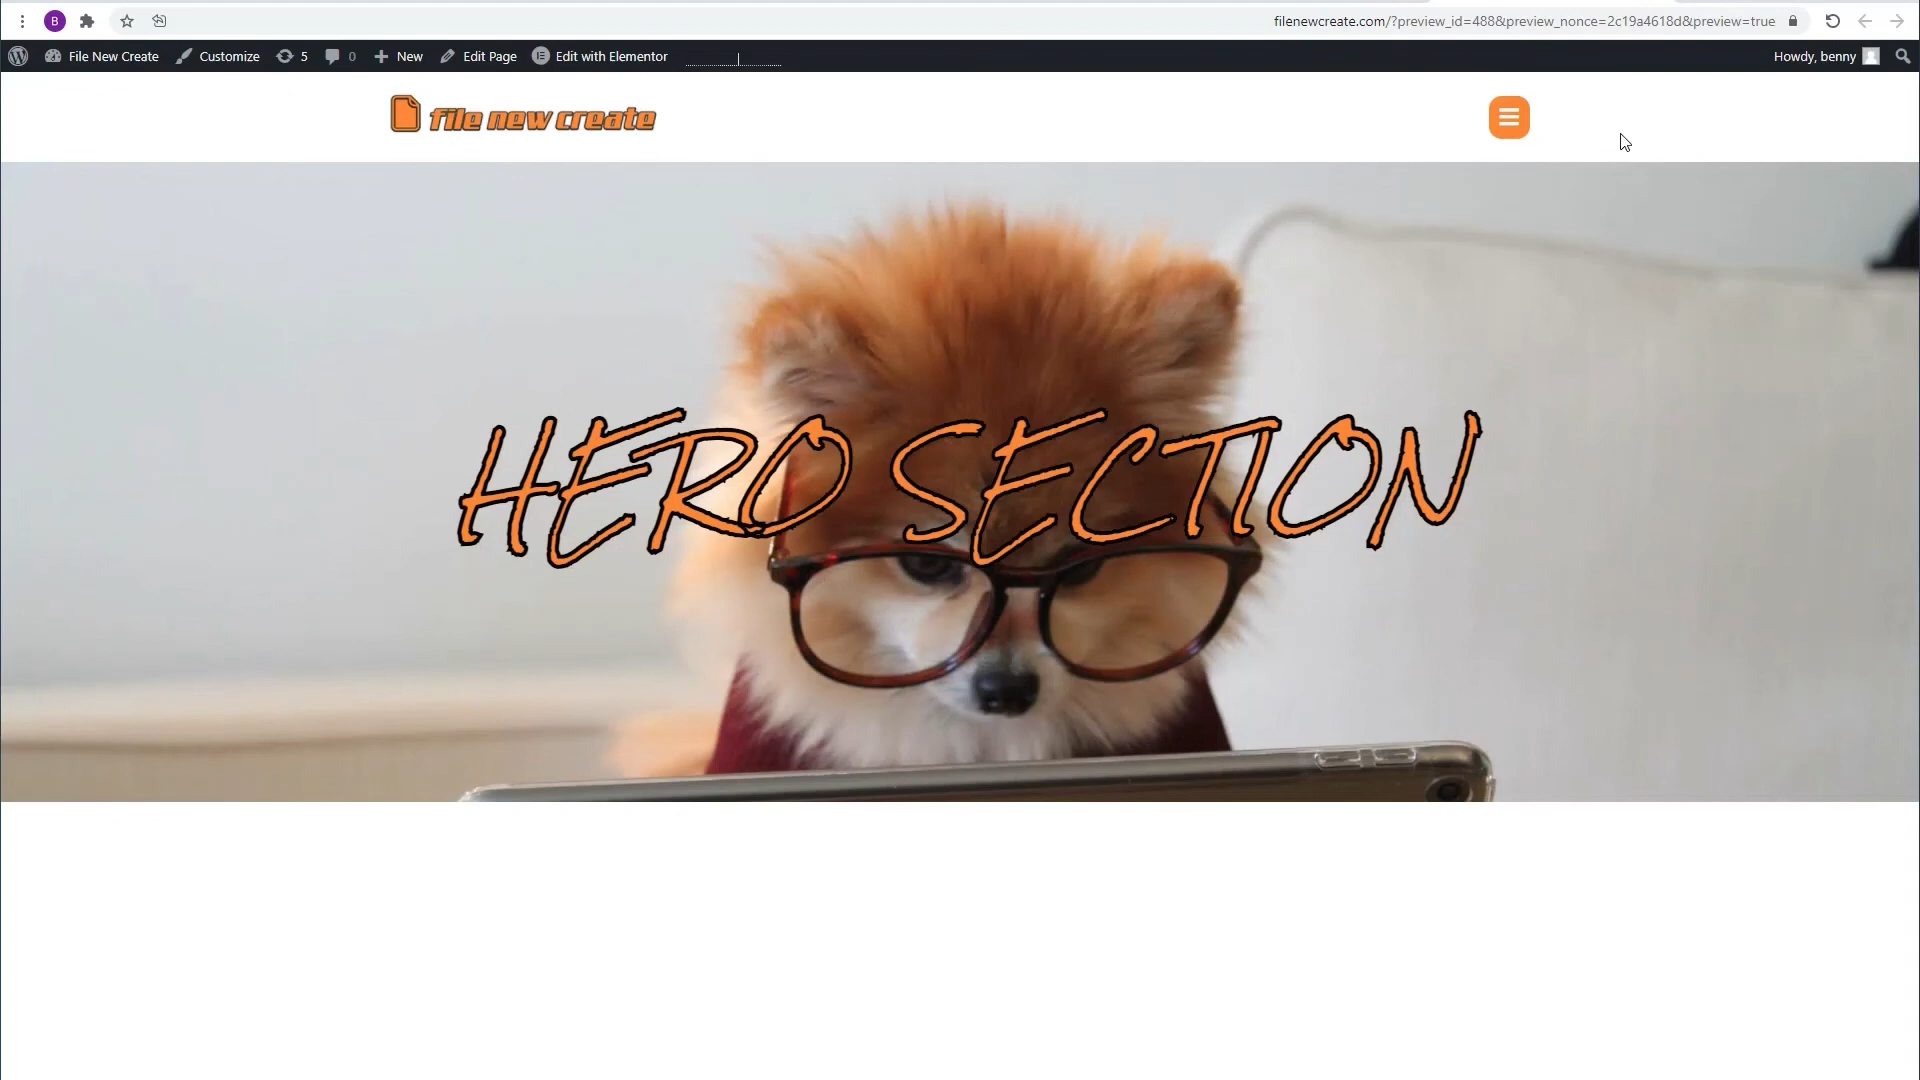 B
filenewcreate.com/?preview_id=488&preview_nonce=2c19a4618d&preview=true
File New Create Customize 5 0 New Edit Page Edit with Elementor Howdy, benny
file new create
HERO SECTION